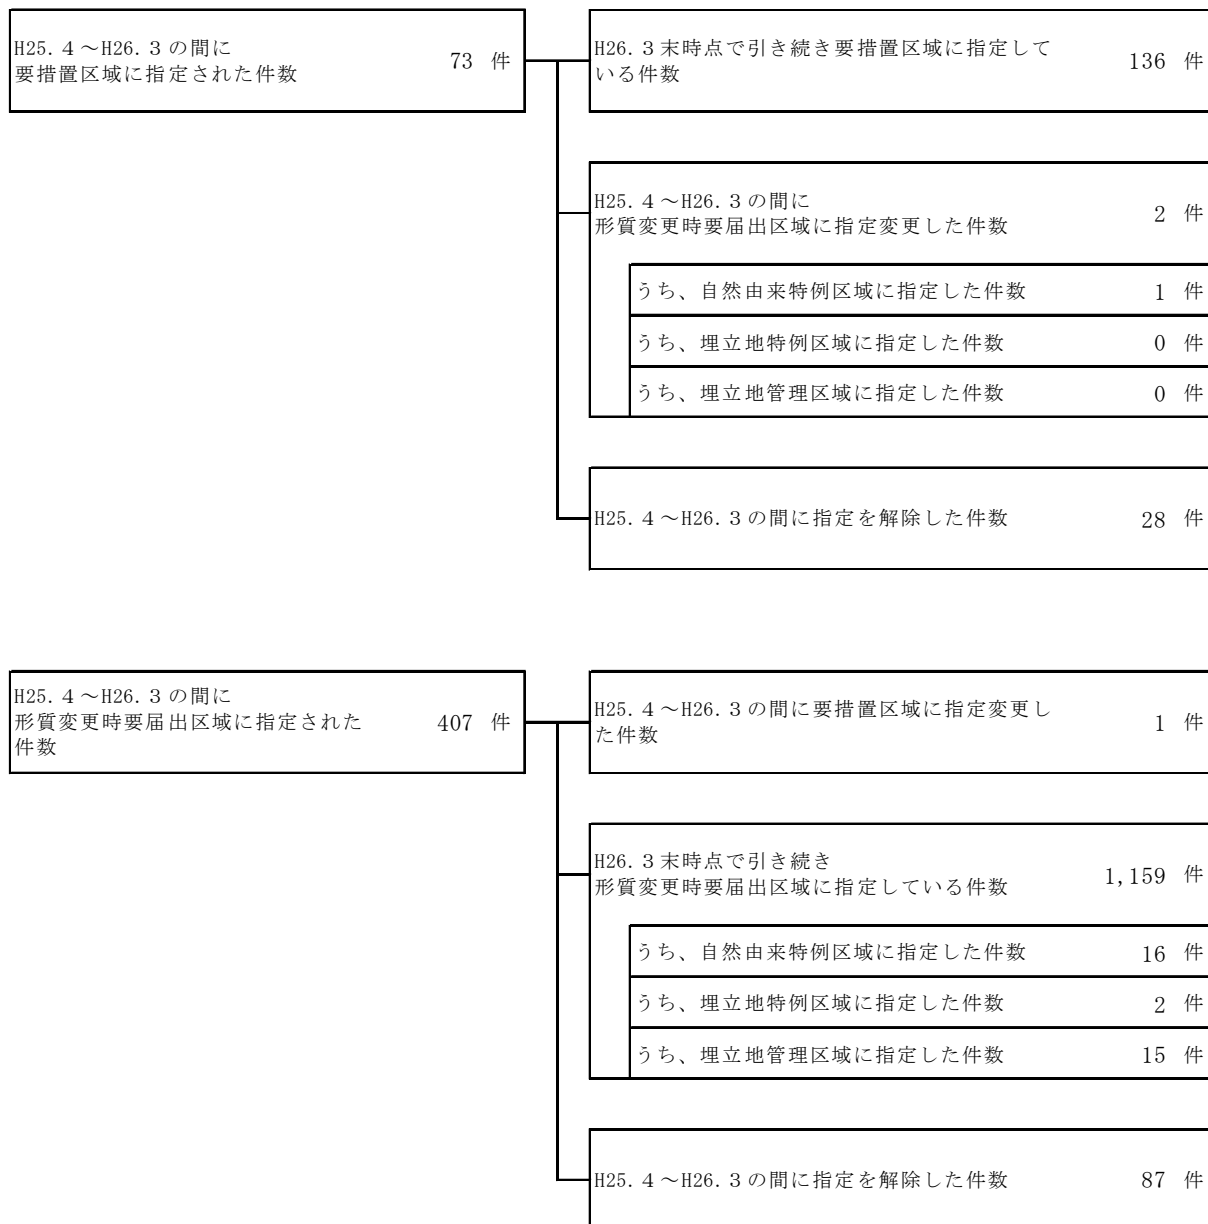 H25.４～H26.３の間に
要措置区域に指定された件数
73 件
H26.３末時点で引き続き要措置区域に指定して
いる件数
136 件
H25.４～H26.３の間に
形質変更時要届出区域に指定変更した件数
2 件
うち、自然由来特例区域に指定した件数 1 件
うち、埋立地特例区域に指定した件数 0 件
うち、埋立地管理区域に指定した件数 0 件
H25.４～H26.３の間に指定を解除した件数 28 件
H25.４～H26.３の間に
形質変更時要届出区域に指定された
件数
407 件
H25.４～H26.３の間に要措置区域に指定変更し
た件数
1 件
H26.３末時点で引き続き
形質変更時要届出区域に指定している件数
1,159 件
うち、自然由来特例区域に指定した件数 16 件
うち、埋立地特例区域に指定した件数 2 件
うち、埋立地管理区域に指定した件数 15 件
H25.４～H26.３の間に指定を解除した件数 87 件